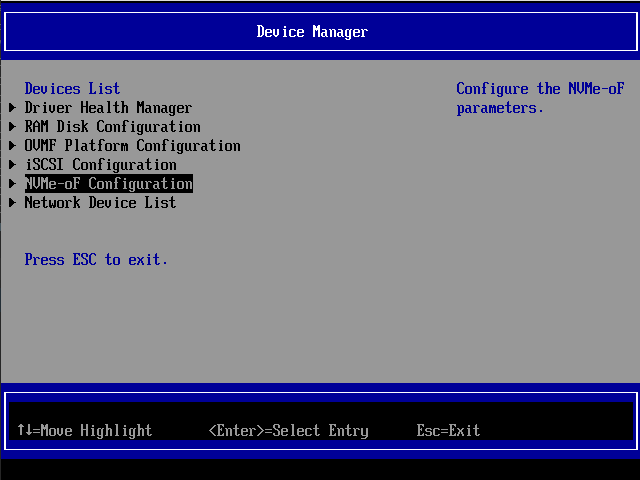 Device Manager
Devices List
Configure the NVMe-oF
parameters.
Driver Health Manager
RAM Disk Configuration
OVMF Platform Configuration
iSCSI Configuration
NVMe-oF Configuration
Network Device List
Press ESC to exit.
↑↓=Move Highlight <Enter>=Select Entry Esc=Exit